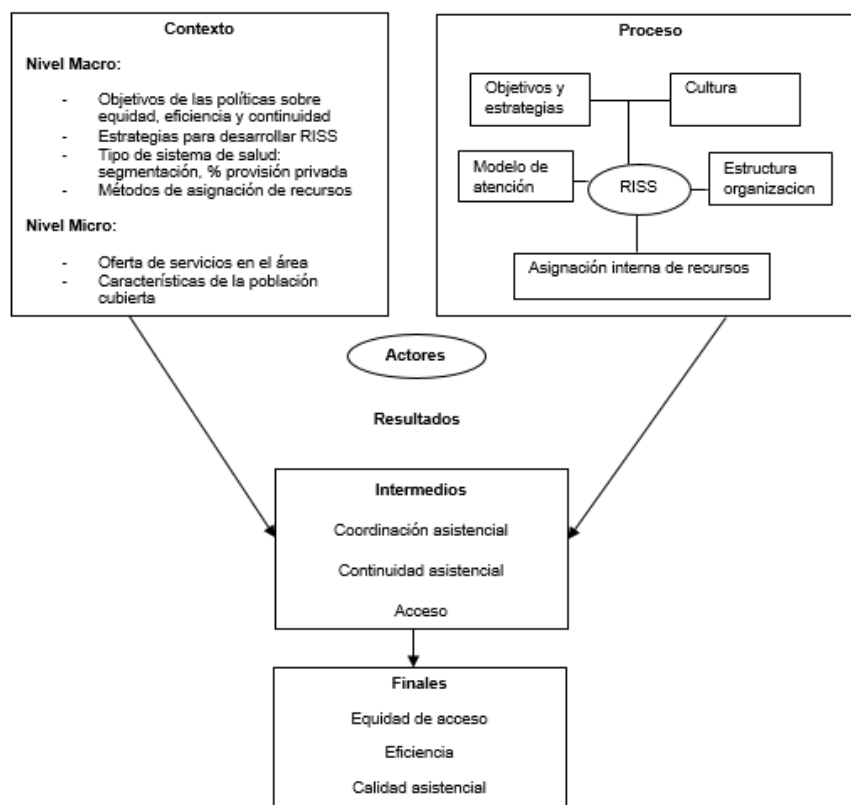 Contexto
Nivel Macro:
- Objetivos de las políticas sobre
equidad, eficiencia y continuidad
- Estrategias para desarrollar RISS
- Tipo de sistema de salud:
segmentación, % provisión privada
- Métodos de asignación de recursos
Nivel Micro:
- Oferta de servicios en el área
- Características de la población
cubierta
Proceso
Objetivos y
estrategias
Cultura
Modelo de
atención
RISS
Estructura
organizacion
Asignación interna de recursos
Actores
Resultados
Intermedios
Coordinación asistencial
Continuidad asistencial
Acceso
Finales
Equidad de acceso
Eficiencia
Calidad asistencial